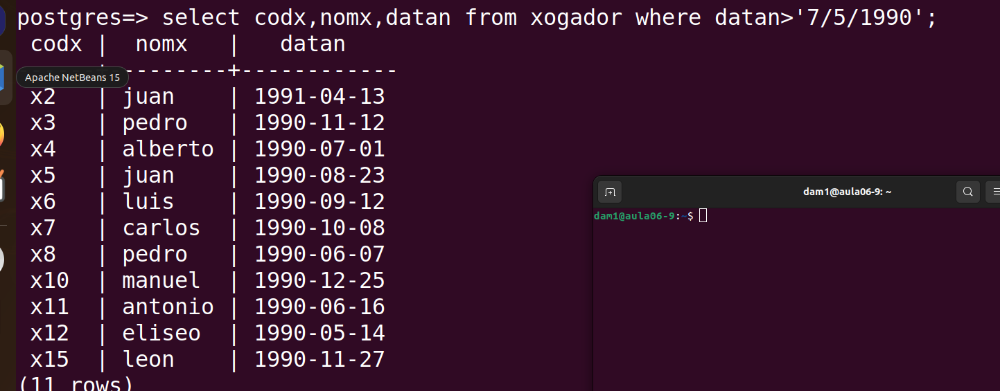 postgres=> select codx,nomx,datan from xogador where datan>'7/5/1990';
codx | nomx | datan
--------+------------
Apache NetBeans 15
x2 | juan | 1991-04-13
x3 | pedro | 1990-11-12
x4 | alberto | 1990-07-01
x5 | juan | 1990-08-23
x6 | luis | 1990-09-12
x7 | carlos | 1990-10-08
x8 | pedro | 1990-06-07
x10 | manuel | 1990-12-25
x11 | antonio | 1990-06-16
x12 | eliseo | 1990-05-14
x15 | leon | 1990-11-27
(11 rows)
dam1@aula06-9: ~
dam1@aula06-9:~$